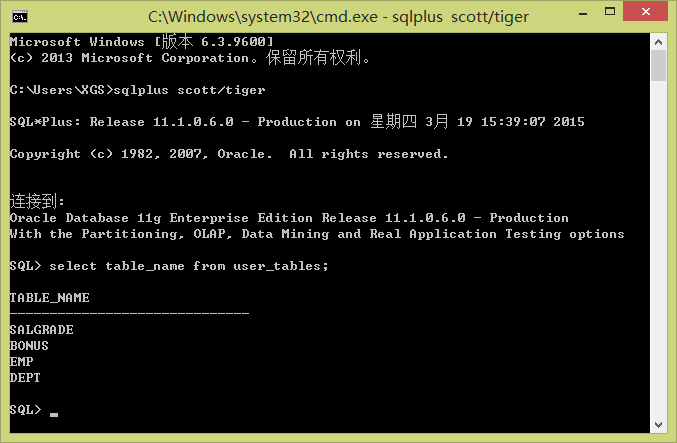 C:\Windows\system32\cmd.exe - sqlplus scott/tiger
Microsoft Windows [版本 6.3.9600]
(c) 2013 Microsoft Corporation。保留所有权利。
C:\Users\XGS>sqlplus scott/tiger
SQL*Plus: Release 11.1.0.6.0 - Production on 星期四 3月 19 15:39:07 2015
Copyright (c) 1982, 2007, Oracle.  All rights reserved.
连接到:
Oracle Database 11g Enterprise Edition Release 11.1.0.6.0 - Production
With the Partitioning, OLAP, Data Mining and Real Application Testing options
SQL> select table_name from user_tables;
TABLE_NAME
------------------------------
SALGRADE
BONUS
EMP
DEPT
SQL> _